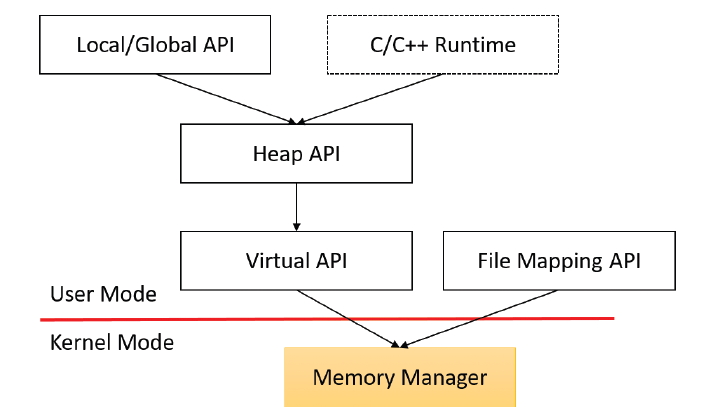 Local/Global API
C/C++ Runtime
Heap API
Virtual API
File Mapping API
User Mode
Kernel Mode
Memory Manager